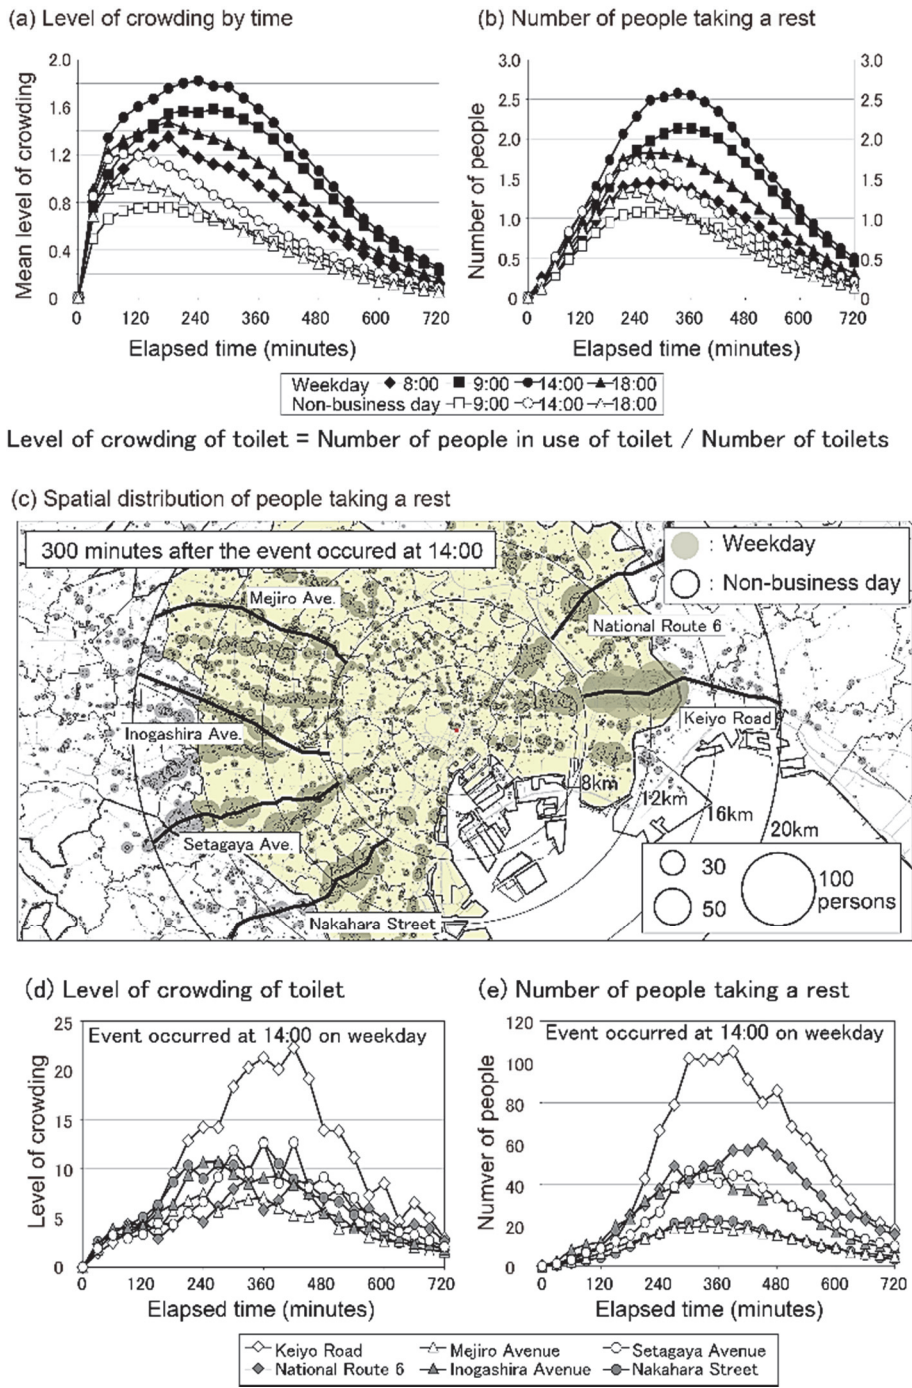 (a) Level of crowding by time
(b) Number of people taking a rest
Mean level of crowding
2.0
1.6
1.2
0.8
0.4
0
0 120 240 360 480 600 720
Elapsed time (minutes)
Number of people
3.0
2.5
2.0
1.5
1.0
0.5
0
3.0
2.5
2.0
1.5
1.0
0.5
0
0 120 240 360 480 600 720
Elapsed time (minutes)
Weekday 8:00 9:00 14:00 18:00
Non-business day 9:00 14:00 18:00
Level of crowding of toilet = Number of people in use of toilet / Number of toilets
(c) Spatial distribution of people taking a rest
300 minutes after the event occured at 14:00
: Weekday
: Non-business day
Mejiro Ave.
National Route 6
Inogashira Ave.
Keiyo Road
Setagaya Ave.
Nakahara Street
8km
12km
16km
20km
30
50
100
persons
(d) Level of crowding of toilet
(e) Number of people taking a rest
Event occurred at 14:00 on weekday
Level of crowding
25
20
15
10
5
0
0 120 240 360 480 600 720
Elapsed time (minutes)
Event occurred at 14:00 on weekday
Numver of people
120
100
80
60
40
20
0
0 120 240 360 480 600 720
Elapsed time (minutes)
Keiyo Road Mejiro Avenue Setagaya Avenue
National Route 6 Inogashira Avenue Nakahara Street